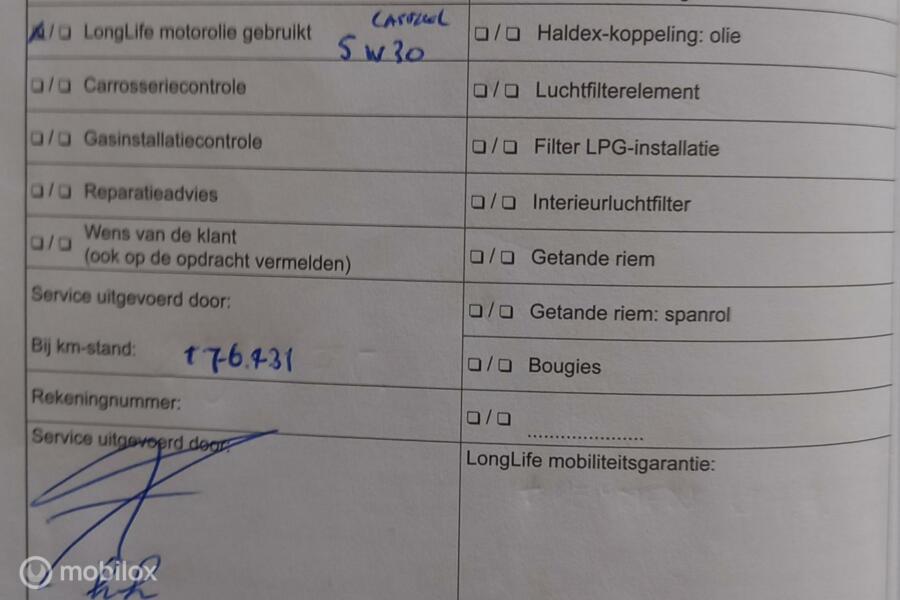 LongLife motorolie gebruikt
CASTROL
5W30
Carrosseriecontrole
Gasinstallatiecontrole
Reparatieadvies
Wens van de klant
(ook op de opdracht vermelden)
Service uitgevoerd door:
Bij km-stand: 176.431
Rekeningnummer:
Service uitgevoerd door:
Haldex-koppeling: olie
Luchtfilterelement
Filter LPG-installatie
Interieurluchtfilter
Getande riem
Getande riem: spanrol
Bougies
LongLife mobiliteitsgarantie:
mobilox